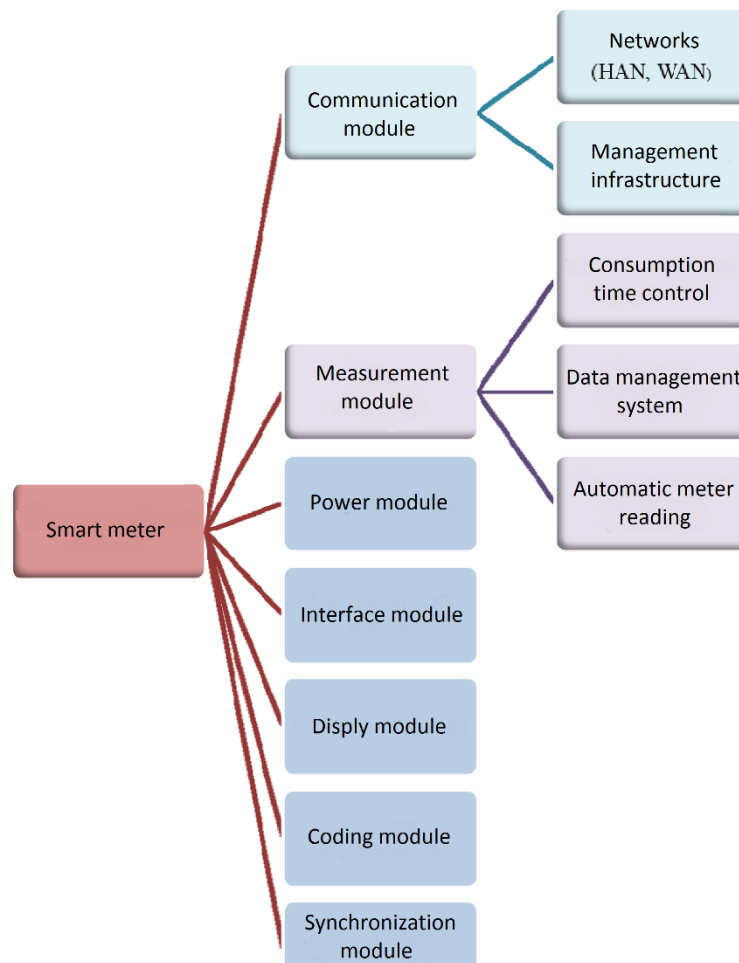 Networks
(HAN, WAN)
Communication
module
Management
infrastructure
Consumption
time control
Measurement
module
Data management
system
Automatic meter
reading
Smart meter
Power module
Interface module
Disply module
Coding module
Synchronization
module